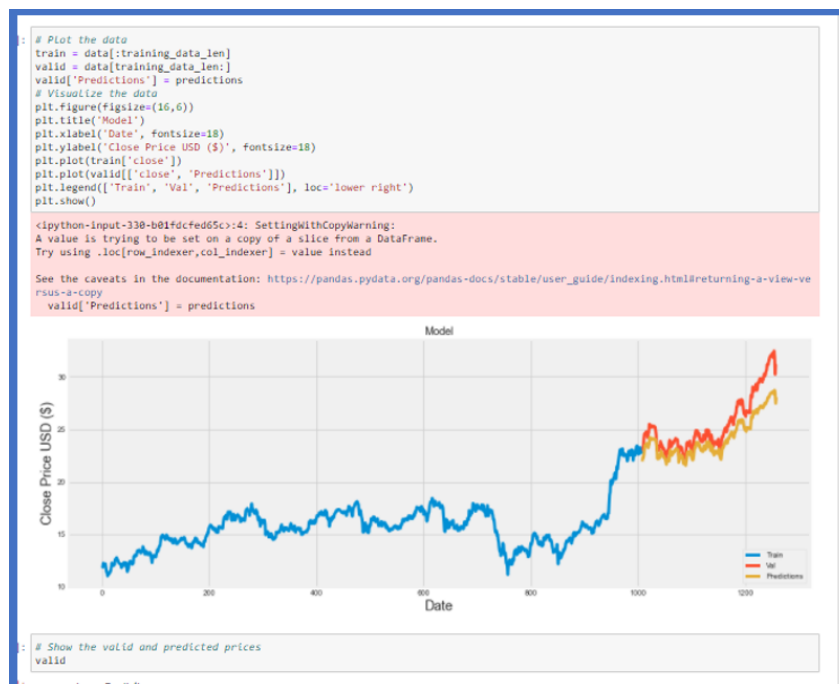 ]:
# Plot the data
train = data[:training_data_len]
valid = data[training_data_len:]
valid['Predictions'] = predictions
# Visualize the data
plt.figure(figsize=(16,6))
plt.title('Model')
plt.xlabel('Date', fontsize=18)
plt.ylabel('Close Price USD ($)', fontsize=18)
plt.plot(train['close'])
plt.plot(valid[['close', 'Predictions']])
plt.legend(['Train', 'Val', 'Predictions'], loc='lower right')
plt.show()
<ipython-input-330-b01fdcfed65c>:4: SettingWithCopyWarning:
A value is trying to be set on a copy of a slice from a DataFrame.
Try using .loc[row_indexer,col_indexer] = value instead
See the caveats in the documentation: https://pandas.pydata.org/pandas-docs/stable/user_guide/indexing.html#returning-a-view-ve
rsus-a-copy
valid['Predictions'] = predictions
Model
Close Price USD ($)
30
25
20
15
10
0 200 400 600 800 1000 1200
Date
Train
Val
Predictions
]:
# Show the valid and predicted prices
valid